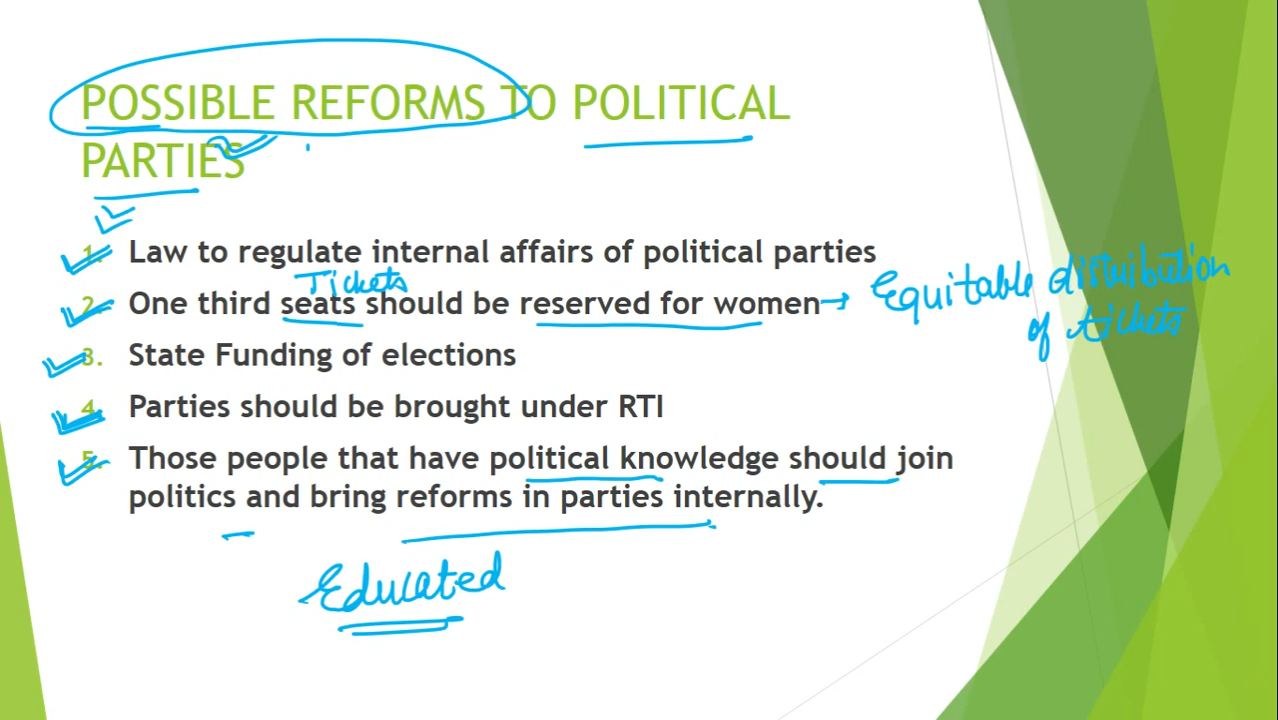 POSSIBLE REFORMS TO POLITICAL
PARTIES
1. Law to regulate internal affairs of political parties
Tickets
2. One third seats should be reserved for women → Equitable distribution
of tickets
3. State Funding of elections
4. Parties should be brought under RTI
5. Those people that have political knowledge should join
politics and bring reforms in parties internally.
Educated